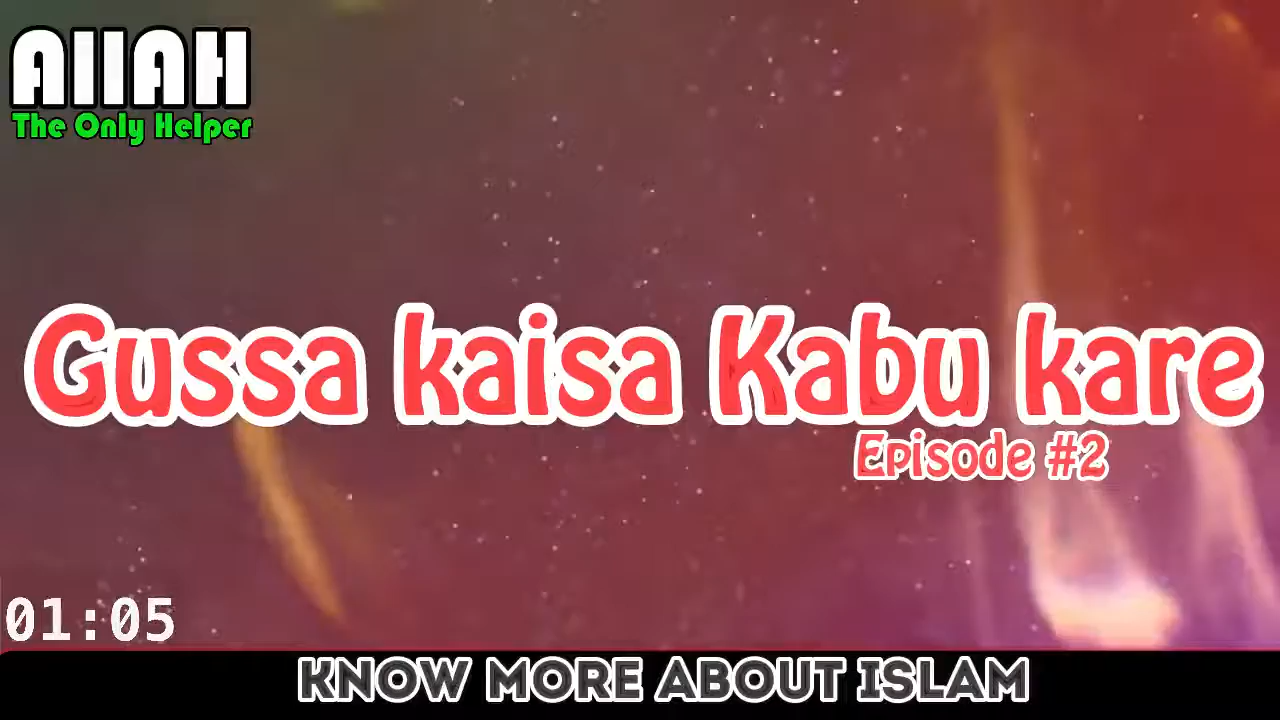 AllAH
The Only Helper
Gussa kaisa Kabu kare
Episode #2
01:05
KNOW MORE ABOUT ISLAM